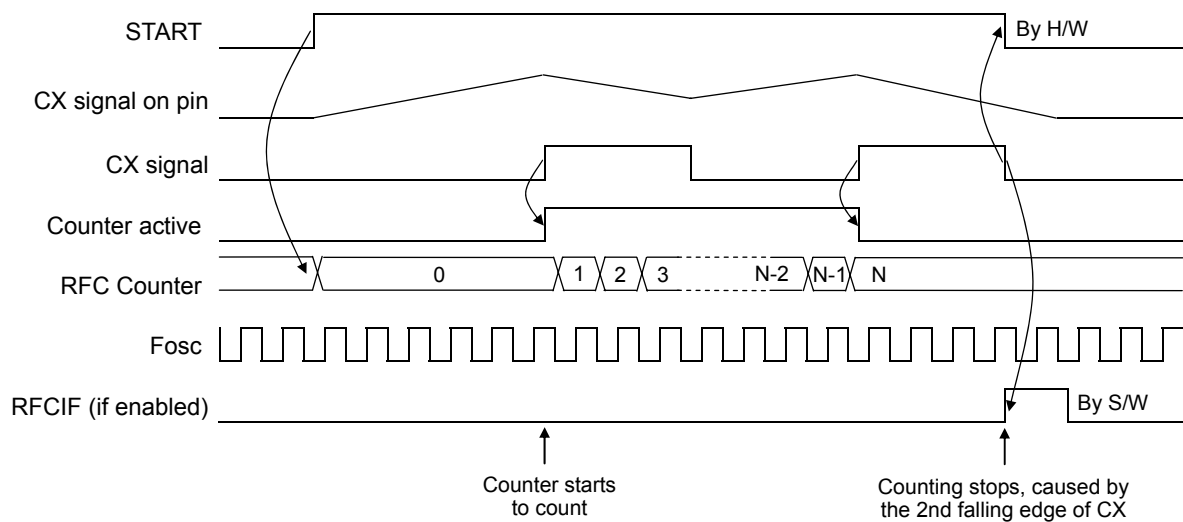 START
By H/W
CX signal on pin
CX signal
Counter active
RFC Counter
0
1
2
3
N-2
N-1
N
Fosc
RFCIF (if enabled)
By S/W
Counter starts
to count
Counting stops, caused by
the 2nd falling edge of CX